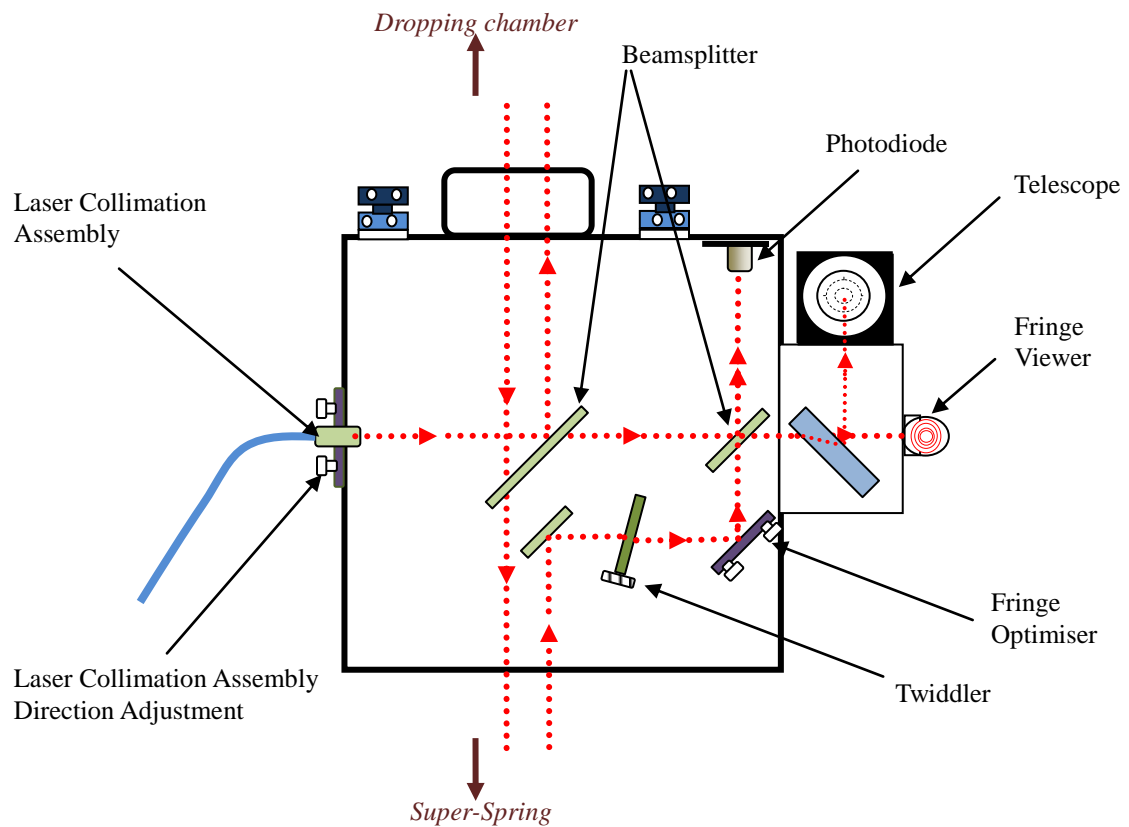 Dropping chamber
Beamsplitter
Photodiode
Telescope
Laser Collimation
Assembly
Fringe
Viewer
Fringe
Optimiser
Laser Collimation Assembly
Direction Adjustment
Twiddler
Super-Spring